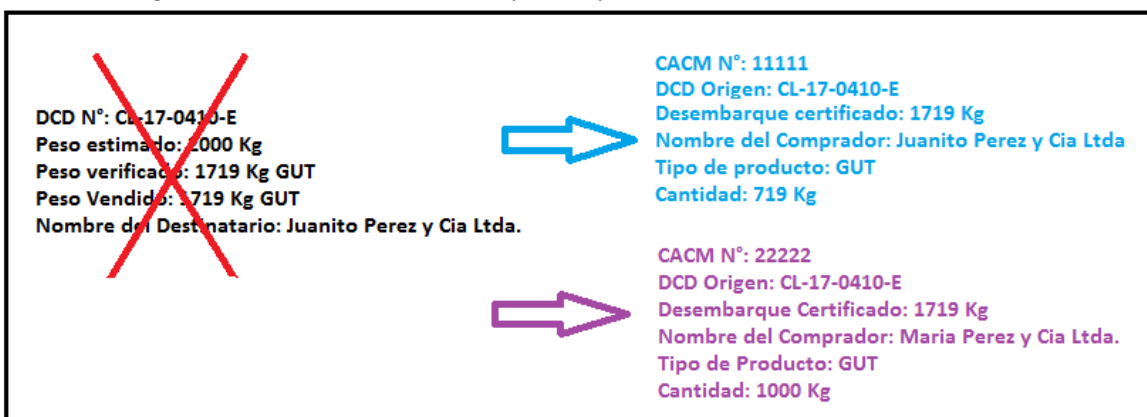 DCD N°: CL-17-0410-E
Peso estimado: 2000 Kg
Peso verificado: 1719 Kg GUT
Peso Vendido: 1719 Kg GUT
Nombre del Destinatario: Juanito Perez y Cia Ltda.
CACM N°: 11111
DCD Origen: CL-17-0410-E
Desembarque certificado: 1719 Kg
Nombre del Comprador: Juanito Perez y Cia Ltda
Tipo de producto: GUT
Cantidad: 719 Kg
CACM N°: 22222
DCD Origen: CL-17-0410-E
Desembarque Certificado: 1719 Kg
Nombre del Comprador: Maria Perez y Cia Ltda.
Tipo de Producto: GUT
Cantidad: 1000 Kg